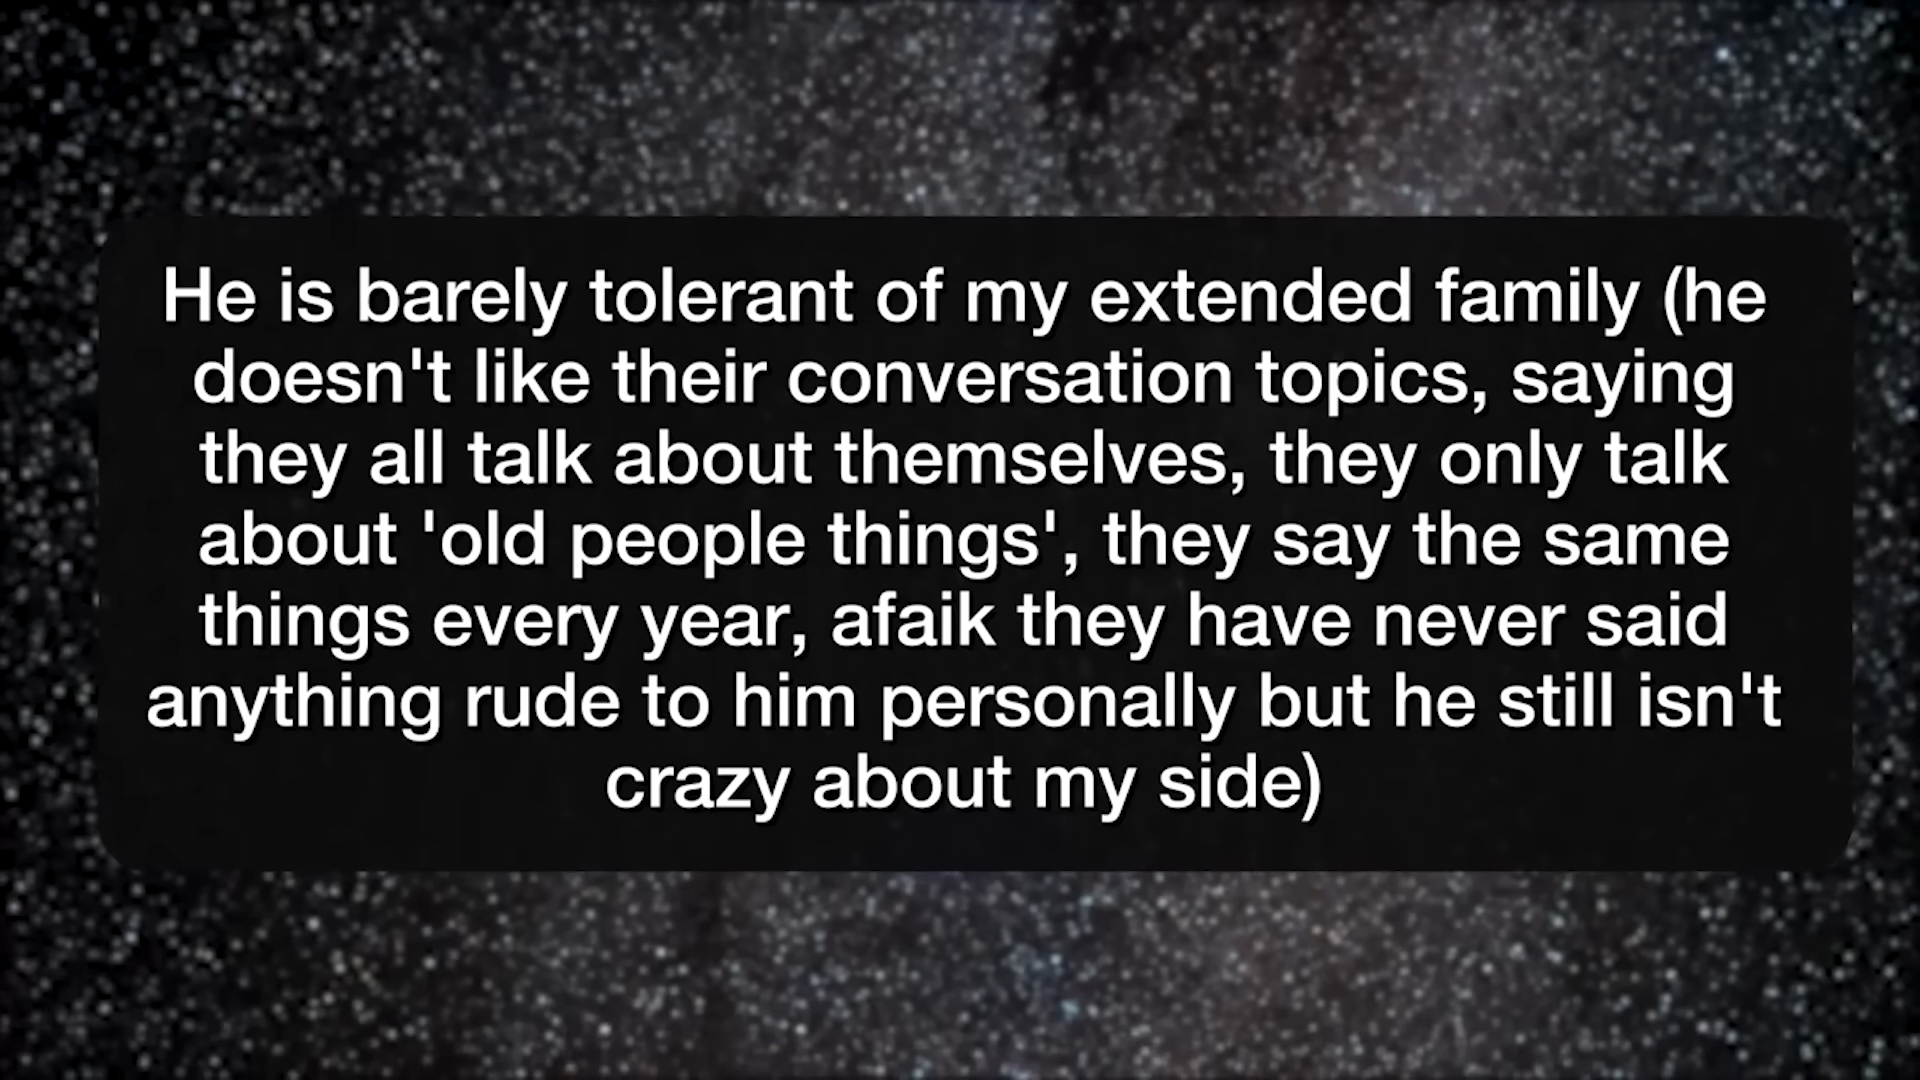 He is barely tolerant of my extended family (he
doesn't like their conversation topics, saying
they all talk about themselves, they only talk
about 'old people things', they say the same
things every year, afaik they have never said
anything rude to him personally but he still isn't
crazy about my side)